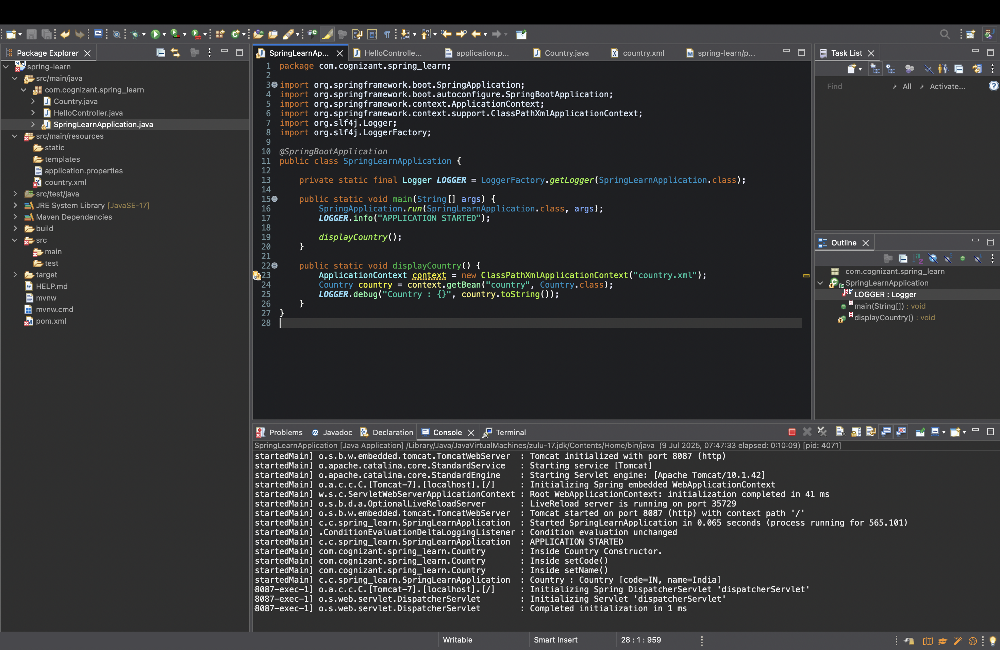 Package Explorer
spring-learn
src/main/java
com.cognizant.spring_learn
Country.java
HelloController.java
SpringLearnApplication.java
src/main/resources
static
templates
application.properties
country.xml
src/test/java
JRE System Library [JavaSE-17]
Maven Dependencies
build
src
main
test
target
HELP.md
mvnw
mvnw.cmd
pom.xml
SpringLearnAp... HelloControlle... application.p... Country.java country.xml spring-learn/p...
1 package com.cognizant.spring_learn;
2
3 import org.springframework.boot.SpringApplication;
4 import org.springframework.boot.autoconfigure.SpringBootApplication;
5 import org.springframework.context.ApplicationContext;
6 import org.springframework.context.support.ClassPathXmlApplicationContext;
7 import org.slf4j.Logger;
8 import org.slf4j.LoggerFactory;
9
10 @SpringBootApplication
11 public class SpringLearnApplication {
12
13     private static final Logger LOGGER = LoggerFactory.getLogger(SpringLearnApplication.class);
14
15     public static void main(String[] args) {
16         SpringApplication.run(SpringLearnApplication.class, args);
17         LOGGER.info("APPLICATION STARTED");
18
19         displayCountry();
20     }
21
22     public static void displayCountry() {
23         ApplicationContext context = new ClassPathXmlApplicationContext("country.xml");
24         Country country = context.getBean("country", Country.class);
25         LOGGER.debug("Country : {}", country.toString());
26     }
27 }
28
Task List
Find All Activate...
Outline
com.cognizant.spring_learn
SpringLearnApplication
LOGGER : Logger
main(String[]) : void
displayCountry() : void
Problems Javadoc Declaration Console Terminal
SpringLearnApplication [Java Application] /Library/Java/JavaVirtualMachines/zulu-17.jdk/Contents/Home/bin/java (9 Jul 2025, 07:47:33 elapsed: 0:10:09) [pid: 4071]
startedMain] o.s.b.w.embedded.tomcat.TomcatWebServer  : Tomcat initialized with port 8087 (http)
startedMain] o.apache.catalina.core.StandardService   : Starting service [Tomcat]
startedMain] o.apache.catalina.core.StandardEngine    : Starting Servlet engine: [Apache Tomcat/10.1.42]
startedMain] o.a.c.c.C.[Tomcat-7].[localhost].[/]     : Initializing Spring embedded WebApplicationContext
startedMain] w.s.c.ServletWebServerApplicationContext : Root WebApplicationContext: initialization completed in 41 ms
startedMain] o.s.b.d.a.OptionalLiveReloadServer       : LiveReload server is running on port 35729
startedMain] o.s.b.w.embedded.tomcat.TomcatWebServer  : Tomcat started on port 8087 (http) with context path '/'
startedMain] c.c.spring_learn.SpringLearnApplication  : Started SpringLearnApplication in 0.065 seconds (process running for 565.101)
startedMain] .ConditionEvaluationDeltaLoggingListener : Condition evaluation unchanged
startedMain] c.c.spring_learn.SpringLearnApplication  : APPLICATION STARTED
startedMain] com.cognizant.spring_learn.Country       : Inside Country Constructor.
startedMain] com.cognizant.spring_learn.Country       : Inside setCode()
startedMain] com.cognizant.spring_learn.Country       : Inside setName()
startedMain] c.c.spring_learn.SpringLearnApplication  : Country : Country [code=IN, name=India]
8087-exec-1] o.a.c.c.C.[Tomcat-7].[localhost].[/]     : Initializing Spring DispatcherServlet 'dispatcherServlet'
8087-exec-1] o.s.web.servlet.DispatcherServlet        : Initializing Servlet 'dispatcherServlet'
8087-exec-1] o.s.web.servlet.DispatcherServlet        : Completed initialization in 1 ms
Writable Smart Insert 28 : 1 : 959